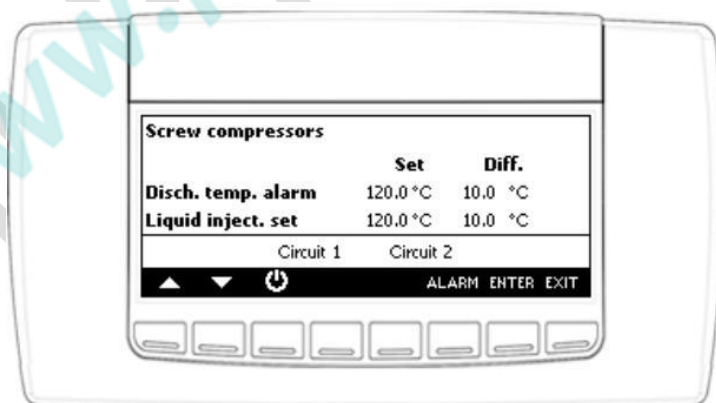 Screw compressors
Set Diff.
Disch. temp. alarm 120.0 °C 10.0 °C
Liquid inject. set 120.0 °C 10.0 °C
Circuit 1 Circuit 2
ALARM ENTER EXIT